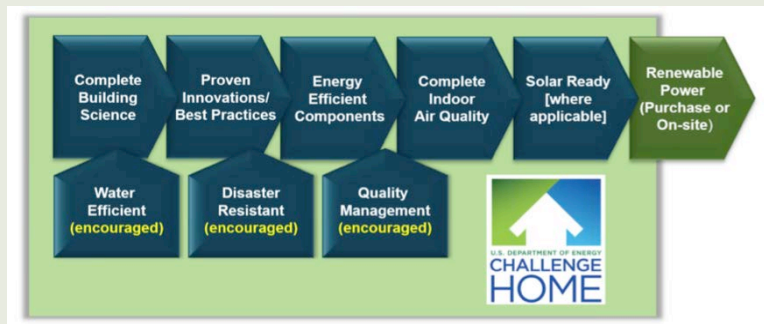 Complete
Building
Science
Proven
Innovations/
Best Practices
Energy
Efficient
Components
Complete
Indoor
Air Quality
Solar Ready
[where
applicable]
Renewable
Power
(Purchase or
On-site)
Water
Efficient
(encouraged)
Disaster
Resistant
(encouraged)
Quality
Management
(encouraged)
U.S. DEPARTMENT OF ENERGY
CHALLENGE
HOME